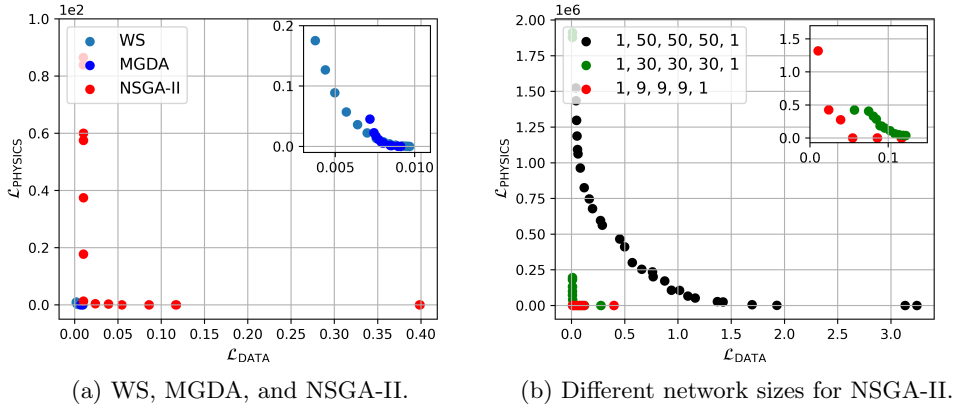 1e2
1.0
0.8
0.6
0.4
0.2
0.0
0.00 0.05 0.10 0.15 0.20 0.25 0.30 0.35 0.40
ℒDATA
ℒPHYSICS
WS
MGDA
NSGA-II
0.2
0.1
0.0
0.005 0.010
(a) WS, MGDA, and NSGA-II.
1e6
2.00
1.75
1.50
1.25
1.00
0.75
0.50
0.25
0.00
0.0 0.5 1.0 1.5 2.0 2.5 3.0
ℒDATA
ℒPHYSICS
1, 50, 50, 50, 1
1, 30, 30, 30, 1
1, 9, 9, 9, 1
1.5
1.0
0.5
0.0
0.0 0.1
(b) Different network sizes for NSGA-II.